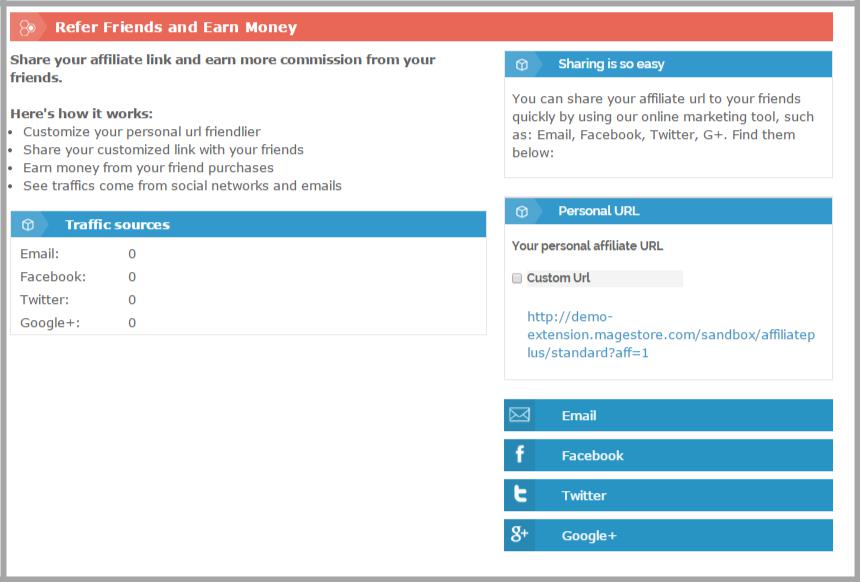 Refer Friends and Earn Money
Share your affiliate link and earn more commission from your
friends.
Here's how it works:
Customize your personal url friendlier
Share your customized link with your friends
Earn money from your friend purchases
See traffics come from social networks and emails
Traffic sources
Email: 0
Facebook: 0
Twitter: 0
Google+: 0
Sharing is so easy
You can share your affiliate url to your friends
quickly by using our online marketing tool, such
as: Email, Facebook, Twitter, G+. Find them
below:
Personal URL
Your personal affiliate URL
Custom Url
http://demo-
extension.magestore.com/sandbox/affiliatep
lus/standard?aff=1
Email
f Facebook
t Twitter
g+ Google+